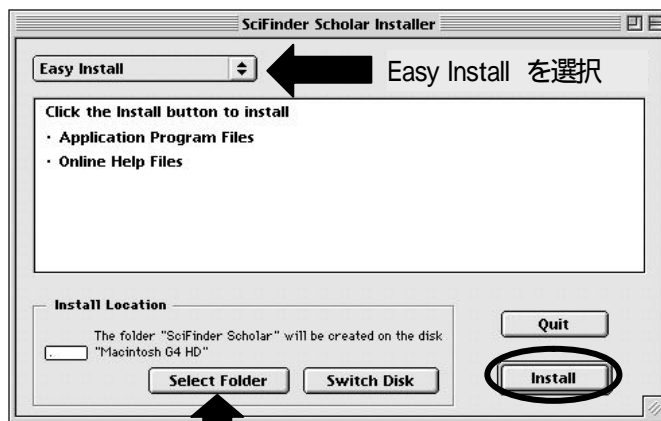 SciFinder Scholar Installer
Easy Install
Easy Install を選択
Click the Install button to install
· Application Program Files
· Online Help Files
Install Location
The folder "SciFinder Scholar" will be created on the disk
"Macintosh G4 HD"
Quit
Select Folder
Switch Disk
Install